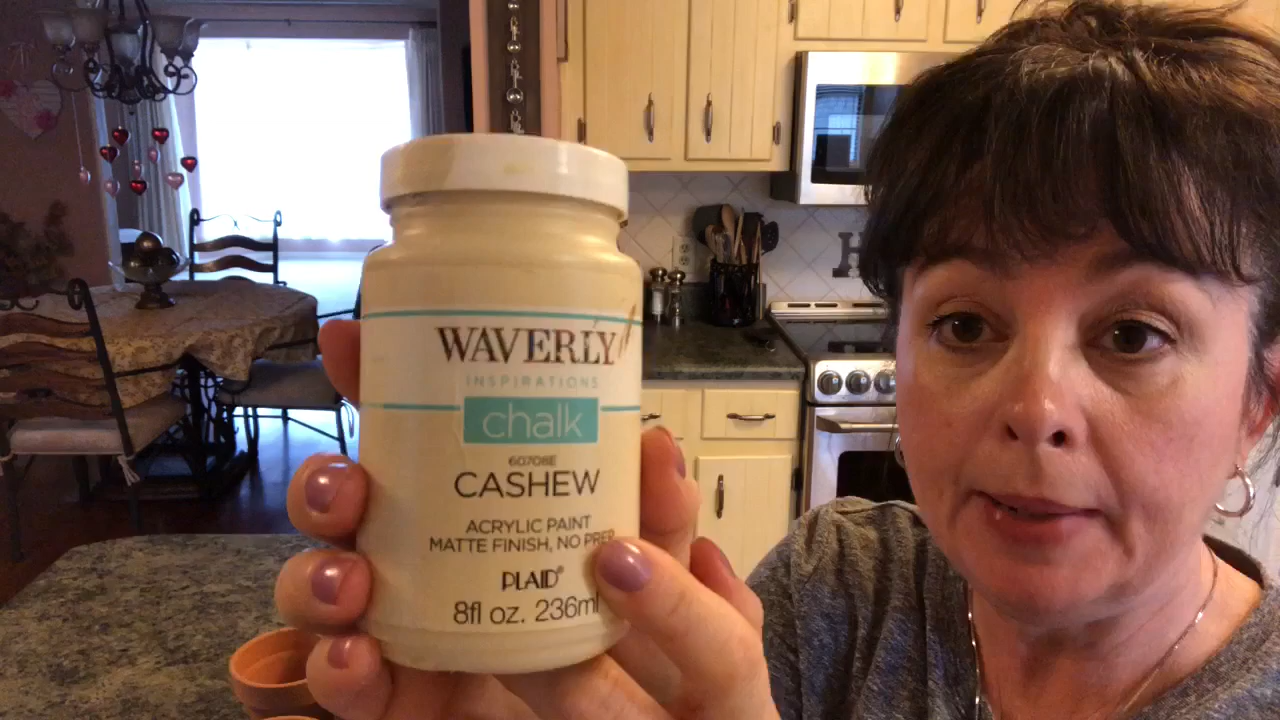 WAVERLY
INSPIRATIONS
chalk
60708E
CASHEW
ACRYLIC PAINT
MATTE FINISH, NO PREP
PLAID®
8fl oz. 236ml
H